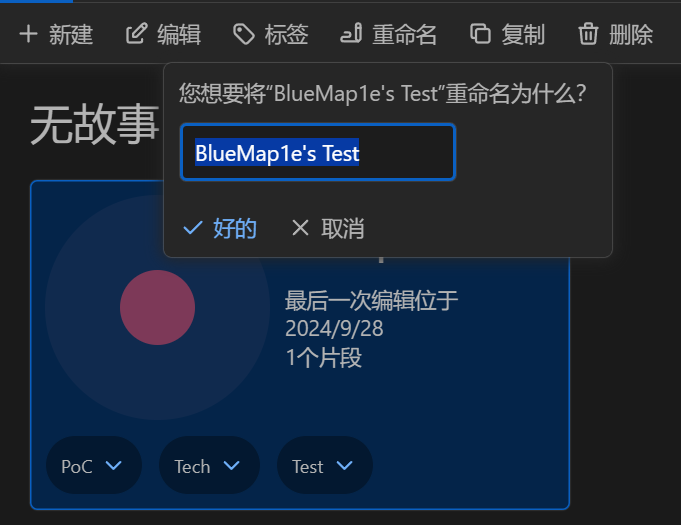 新建 编辑 标签 重命名 复制 删除
您想要将“BlueMap1e's Test”重命名为什么？
无故事
BlueMap1e's Test
好的 取消
最后一次编辑位于
2024/9/28
1个片段
PoC Tech Test